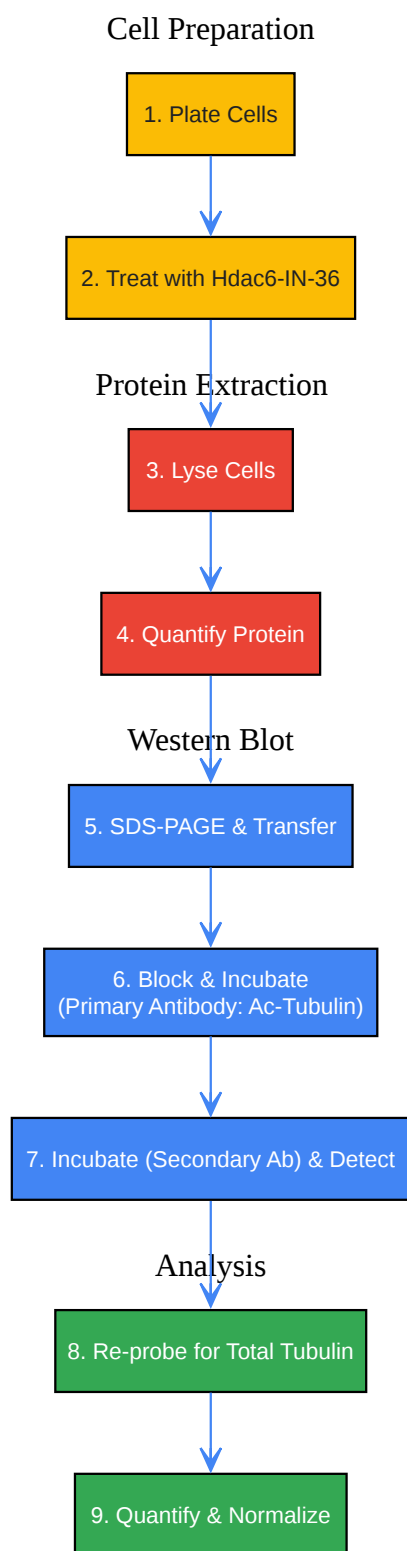 Cell Preparation
1. Plate Cells
2. Treat with Hdac6-IN-36
Protein Extraction
3. Lyse Cells
4. Quantify Protein
Western Blot
5. SDS-PAGE & Transfer
6. Block & Incubate
(Primary Antibody: Ac-Tubulin)
7. Incubate (Secondary Ab) & Detect
Analysis
8. Re-probe for Total Tubulin
9. Quantify & Normalize